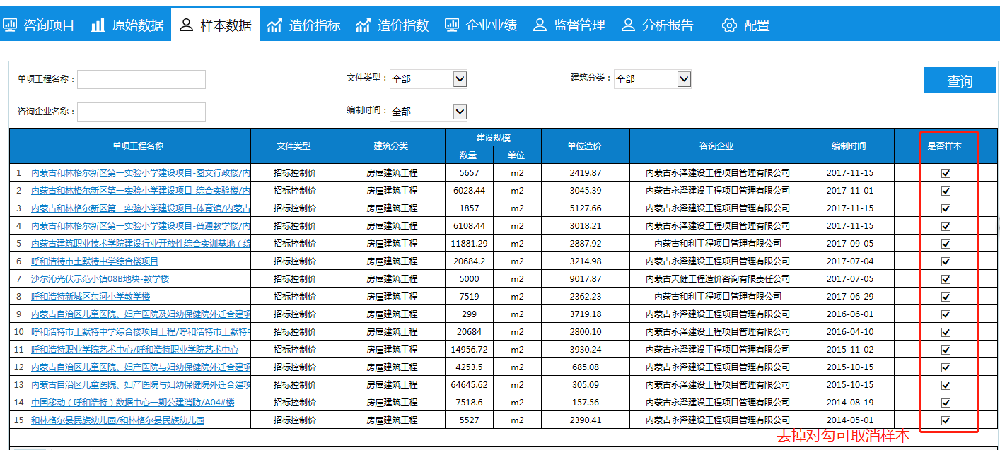 咨询项目 原始数据 样本数据 造价指标 造价指数 企业业绩 监督管理 分析报告 配置
单项工程名称： 文件类型： 全部 建筑分类： 全部 查询
咨询企业名称： 编制时间： 全部
单项工程名称 文件类型 建筑分类 建设规模 单位造价 咨询企业 编制时间 是否样本
数量 单位
1 内蒙古和林格尔新区第一实验小学建设项目-图文行政楼/内 招标控制价 房屋建筑工程 5657 m2 2419.87 内蒙古永泽建设工程项目管理有限公司 2017-11-15
2 内蒙古和林格尔新区第一实验小学建设项目-综合实验楼/内 招标控制价 房屋建筑工程 6028.44 m2 3045.39 内蒙古永泽建设工程项目管理有限公司 2017-11-01
3 内蒙古和林格尔新区第一实验小学建设项目-体育馆/内蒙古 招标控制价 房屋建筑工程 1857 m2 5127.66 内蒙古永泽建设工程项目管理有限公司 2017-11-15
4 内蒙古和林格尔新区第一实验小学建设项目-普通教学楼/内 招标控制价 房屋建筑工程 6108.44 m2 3018.21 内蒙古永泽建设工程项目管理有限公司 2017-11-15
5 内蒙古建筑职业技术学院建设行业开放性综合实训基地（综 招标控制价 房屋建筑工程 11881.29 m2 2887.92 内蒙古和利工程项目管理有限公司 2017-09-05
6 呼和浩特市土默特中学综合楼项目 招标控制价 房屋建筑工程 20684.2 m2 3214.98 内蒙古永泽建设工程项目管理有限公司 2017-07-04
7 沙尔沁光伏示范小镇08B地块-教学楼 招标控制价 房屋建筑工程 5000 m2 9017.87 内蒙古天健工程造价咨询有限责任公司 2017-07-05
8 呼和浩特新城区东河小学教学楼 招标控制价 房屋建筑工程 7519 m2 2362.23 内蒙古和利工程项目管理有限公司 2017-06-29
9 内蒙古自治区儿童医院、妇产医院及妇幼保健院外迁合建项 招标控制价 房屋建筑工程 299 m2 3719.18 内蒙古永泽建设工程项目管理有限公司 2016-06-01
10 呼和浩特市土默特中学综合楼项目工程/呼和浩特市土默特中 招标控制价 房屋建筑工程 20684 m2 2800.10 内蒙古永泽建设工程项目管理有限公司 2016-04-10
11 呼和浩特职业学院艺术中心/呼和浩特职业学院艺术中心 招标控制价 房屋建筑工程 14956.72 m2 3930.24 内蒙古永泽建设工程项目管理有限公司 2015-11-02
12 内蒙古自治区儿童医院、妇产医院与妇幼保健院外迁合建项 招标控制价 房屋建筑工程 4253.5 m2 685.08 内蒙古永泽建设工程项目管理有限公司 2015-10-15
13 内蒙古自治区儿童医院、妇产医院与妇幼保健院外迁合建项 招标控制价 房屋建筑工程 64645.62 m2 305.09 内蒙古永泽建设工程项目管理有限公司 2015-10-15
14 中国移动（呼和浩特）数据中心一期公建消防/A04#楼 招标控制价 房屋建筑工程 7518.6 m2 157.56 内蒙古永泽建设工程项目管理有限公司 2014-08-19
15 和林格尔县民族幼儿园/和林格尔县民族幼儿园 招标控制价 房屋建筑工程 5527 m2 2390.41 内蒙古永泽建设工程项目管理有限公司 2014-05-01
去掉对勾可取消样本